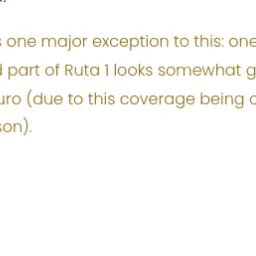 s one major exception to this: one
d part of Ruta 1 looks somewhat g
uro (due to this coverage being
son).